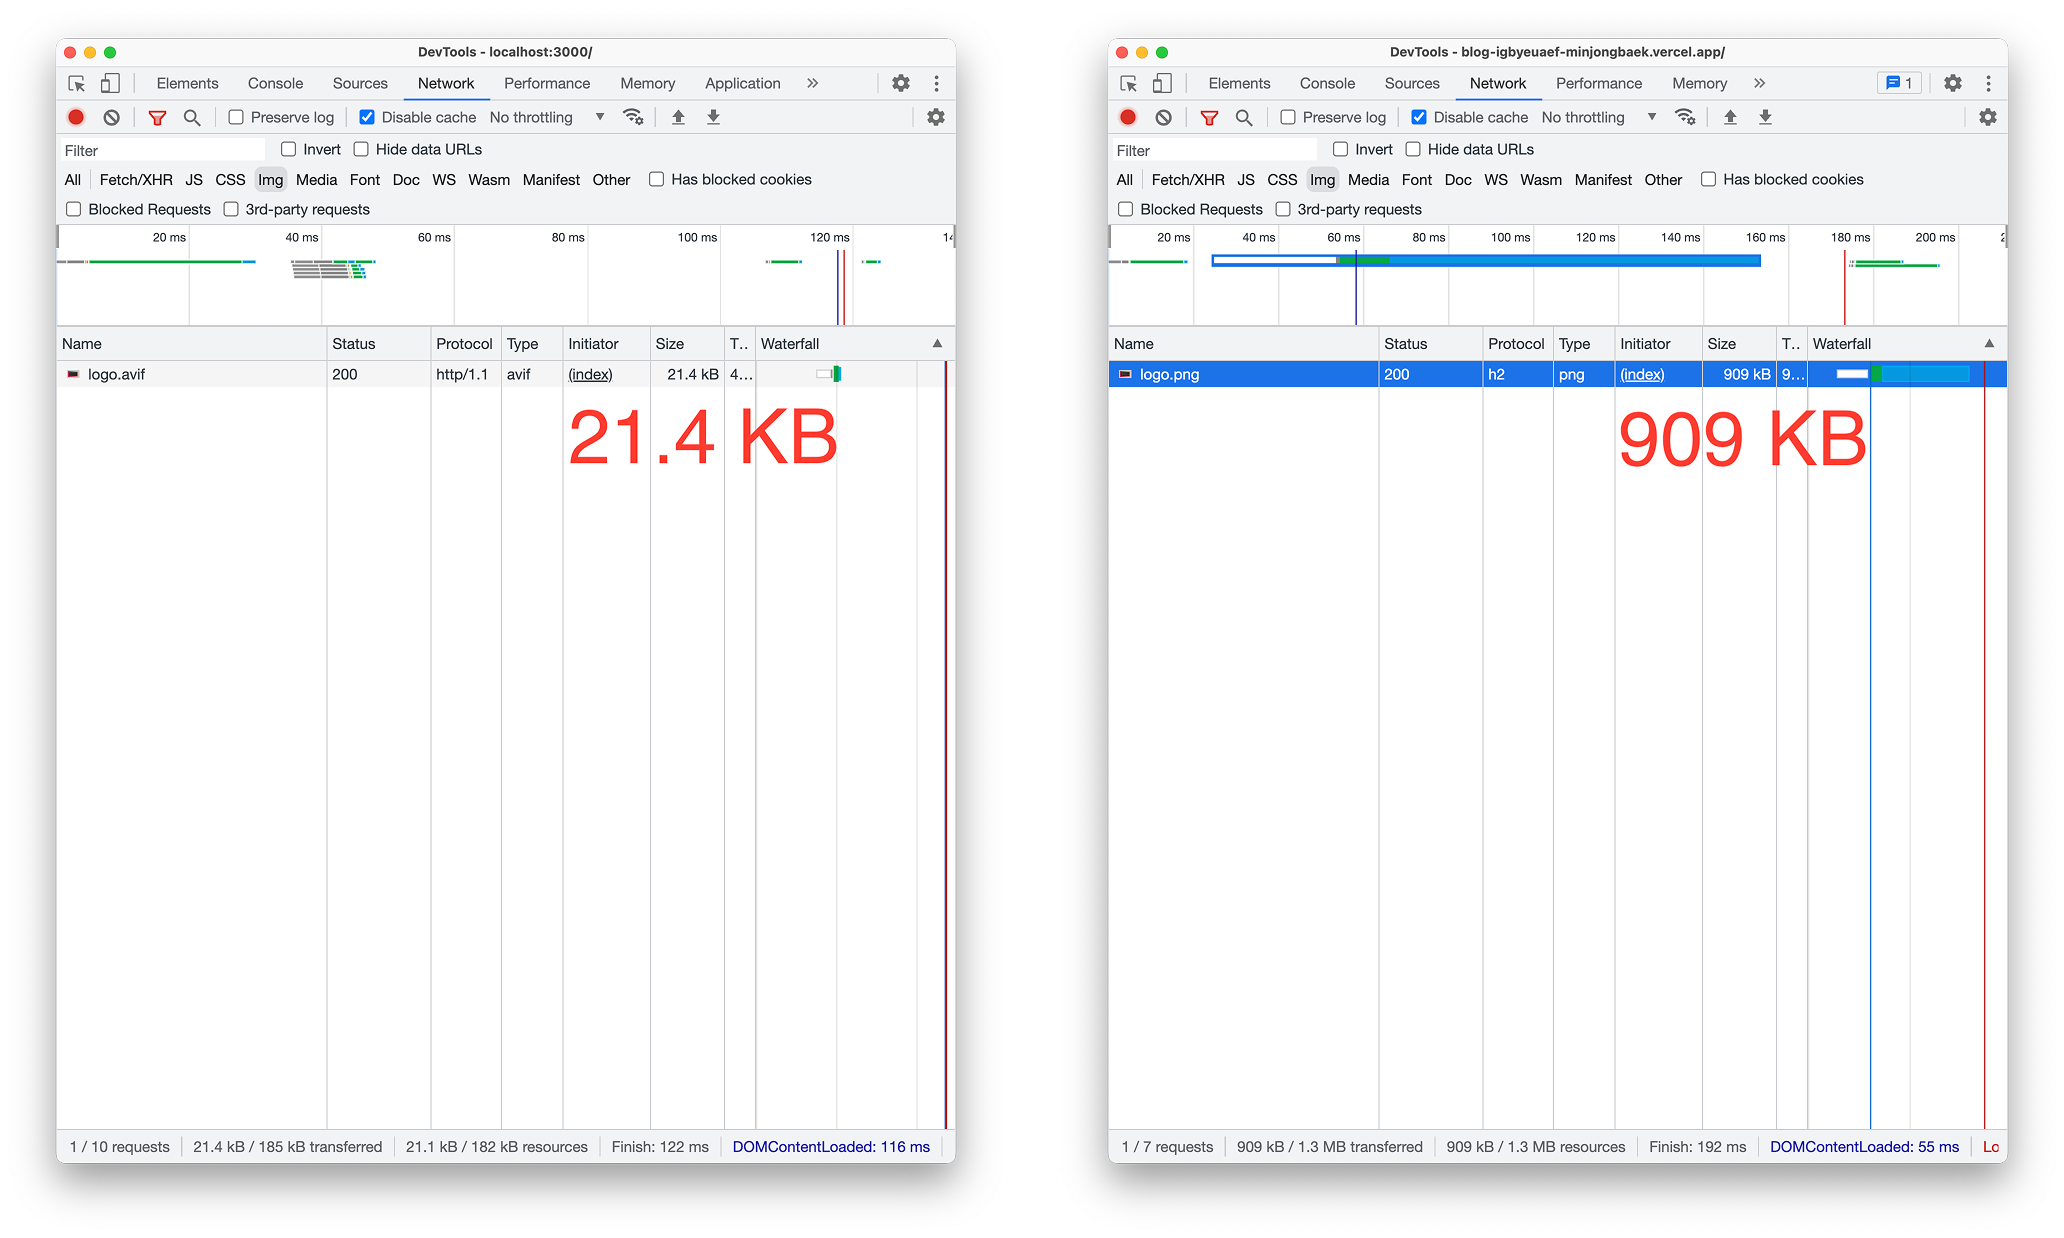 DevTools - localhost:3000/
Elements Console Sources Network Performance Memory Application »
Preserve log Disable cache No throttling
Filter Invert Hide data URLs
All Fetch/XHR JS CSS Img Media Font Doc WS Wasm Manifest Other Has blocked cookies
Blocked Requests 3rd-party requests
20 ms 40 ms 60 ms 80 ms 100 ms 120 ms 14
Name Status Protocol Type Initiator Size T.. Waterfall
logo.avif 200 http/1.1 avif (index) 21.4 kB 4...
21.4 KB
1 / 10 requests 21.4 kB / 185 kB transferred 21.1 kB / 182 kB resources Finish: 122 ms DOMContentLoaded: 116 ms
DevTools - blog-igbyeuaef-minjongbaek.vercel.app/
Elements Console Sources Network Performance Memory » 1
Preserve log Disable cache No throttling
Filter Invert Hide data URLs
All Fetch/XHR JS CSS Img Media Font Doc WS Wasm Manifest Other Has blocked cookies
Blocked Requests 3rd-party requests
20 ms 40 ms 60 ms 80 ms 100 ms 120 ms 140 ms 160 ms 180 ms 200 ms
Name Status Protocol Type Initiator Size T.. Waterfall
logo.png 200 h2 png (index) 909 kB 9...
909 KB
1 / 7 requests 909 kB / 1.3 MB transferred 909 kB / 1.3 MB resources Finish: 192 ms DOMContentLoaded: 55 ms Lo